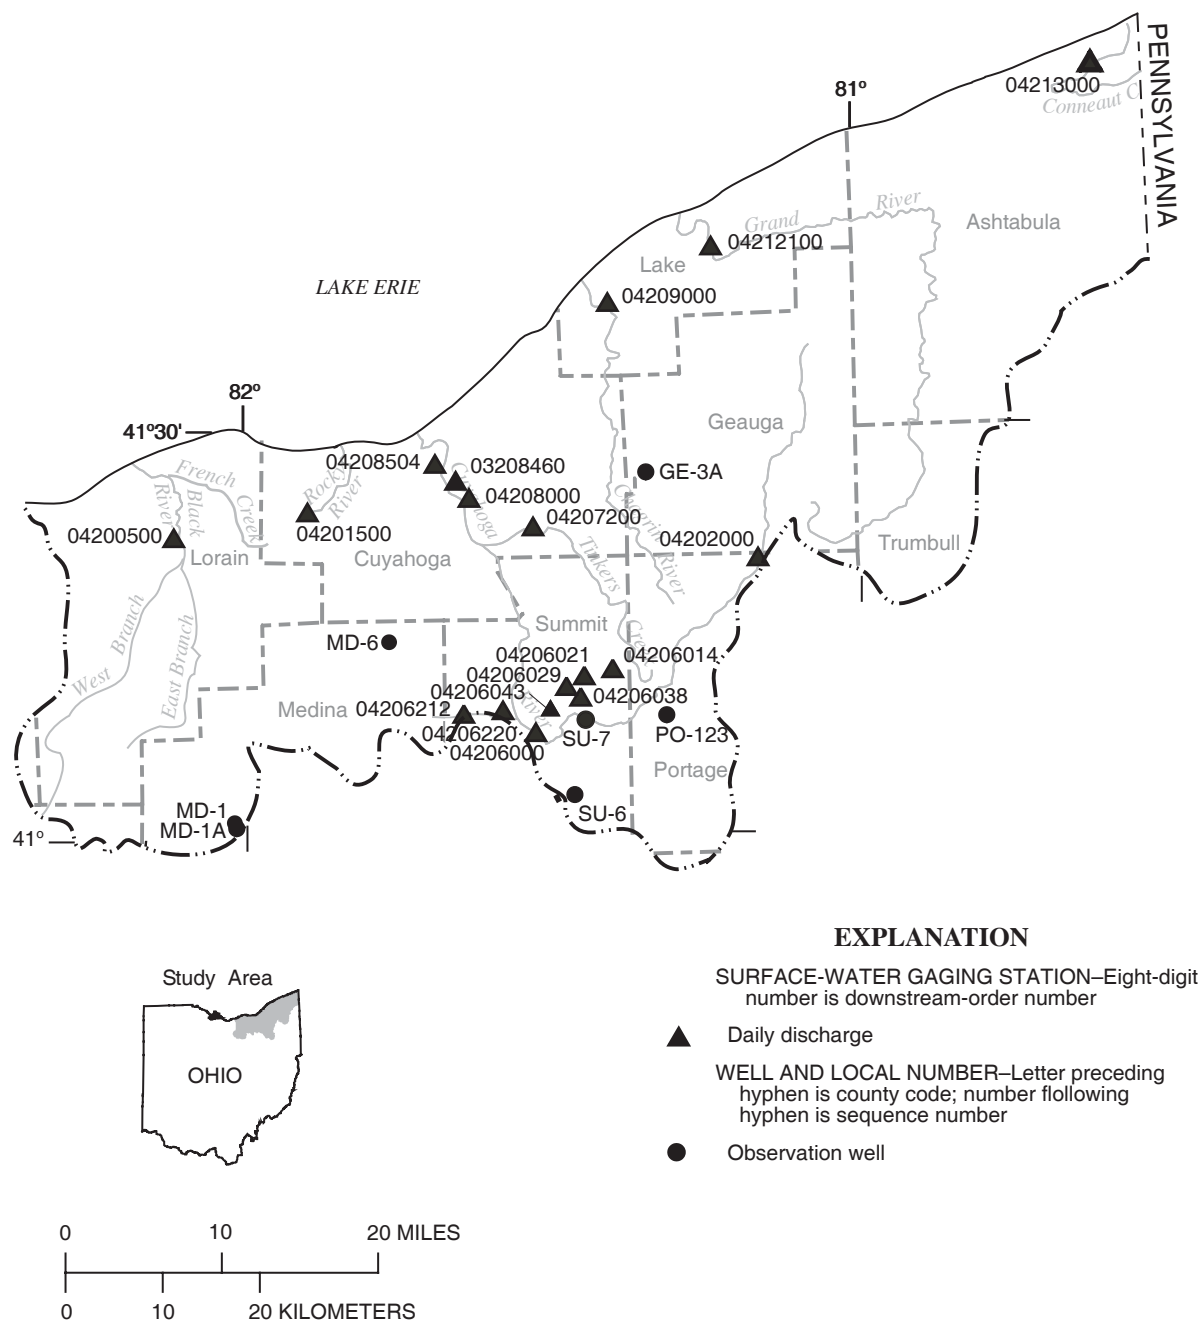 PENNSYLVANIA
04213000
Conneaut C
81º
Grand
River
Ashtabula
04212100
Lake
LAKE ERIE
04209000
82º
41º30'
Geauga
04208504
03208460
GE-3A
French
Creek
Rocky
River
Cuyahoga
04208000
Black
River
04207200
Chagrin River
04200500
04201500
04202000
Lorain
Cuyahoga
Tinkers
Creek
Trumbull
West Branch
East Branch
Summit
MD-6
04206021
04206014
04206029
04206043
04206038
Medina
04206212
River
04206220
04206000
SU-7
PO-123
Portage
MD-1
MD-1A
SU-6
41º
EXPLANATION
SURFACE-WATER GAGING STATION–Eight-digit
number is downstream-order number
Daily discharge
WELL AND LOCAL NUMBER–Letter preceding
hyphen is county code; number flollowing
hyphen is sequence number
Observation well
Study Area
OHIO
0 10 20 MILES
0 10 20 KILOMETERS